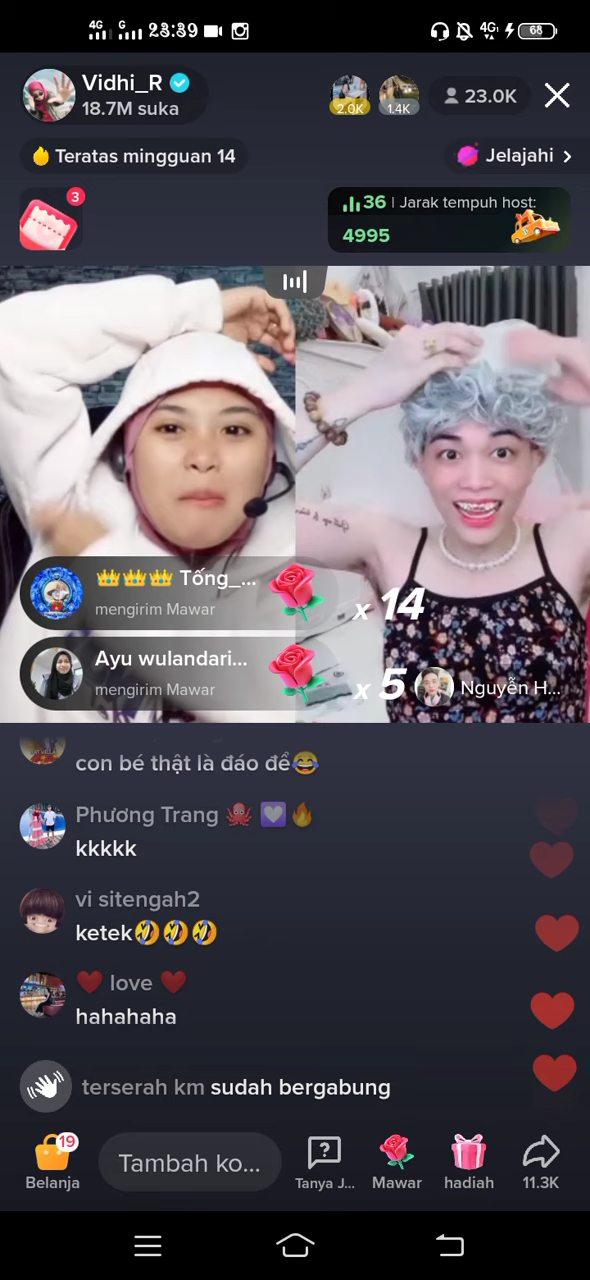 4G G 23:39 4G 68
Vidhi_R
18.7M suka
2.0K 1.4K 23.0K
Teratas mingguan 14
Jelajahi
3
36 | Jarak tempuh host:
4995
👑👑👑 Tống_...
mengirim Mawar
x 14
Ayu wulandari...
mengirim Mawar
x 5
Nguyễn H...
con bé thật là đáo để😂
Phương Trang 🐙 💟🔥
kkkkk
vi sitengah2
ketek🤣🤣🤣
♥ love ♥
hahahaha
terserah km sudah bergabung
19
Belanja
Tambah ko...
Tanya J...
Mawar
hadiah
11.3K